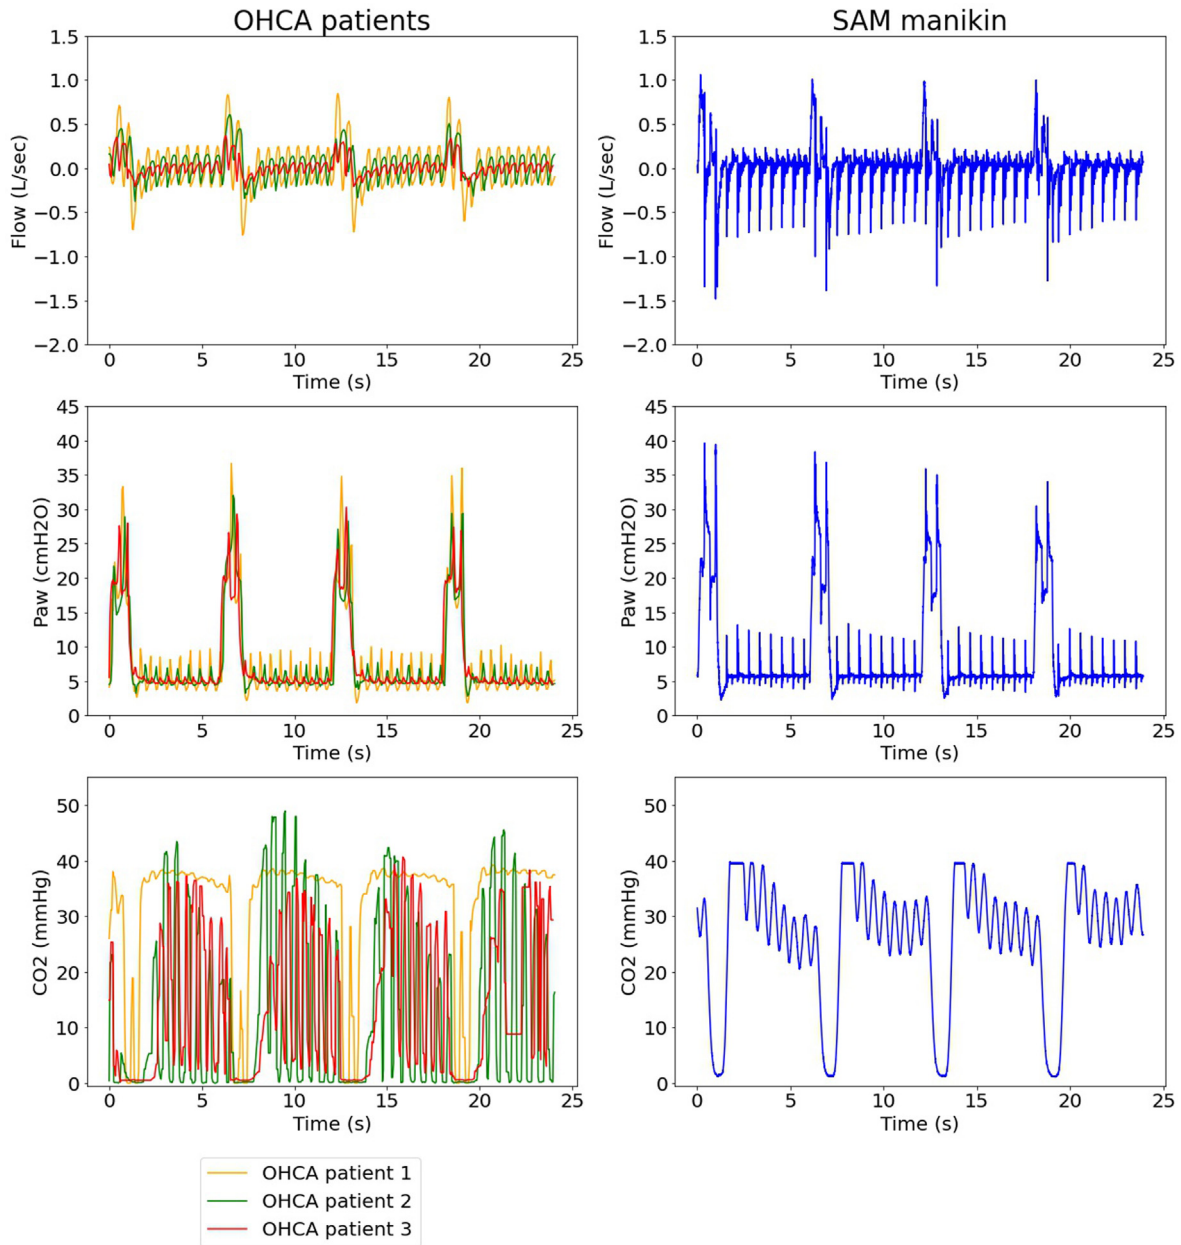 OHCA patients
SAM manikin
1.5
1.0
0.5
0.0
−0.5
−1.0
−1.5
−2.0
Flow (L/sec)
0 5 10 15 20 25
Time (s)
1.5
1.0
0.5
0.0
−0.5
−1.0
−1.5
−2.0
Flow (L/sec)
0 5 10 15 20 25
Time (s)
45
40
35
30
25
20
15
10
5
0
Paw (cmH2O)
0 5 10 15 20 25
Time (s)
45
40
35
30
25
20
15
10
5
0
Paw (cmH2O)
0 5 10 15 20 25
Time (s)
50
40
30
20
10
0
CO2 (mmHg)
0 5 10 15 20 25
Time (s)
50
40
30
20
10
0
CO2 (mmHg)
0 5 10 15 20 25
Time (s)
OHCA patient 1
OHCA patient 2
OHCA patient 3